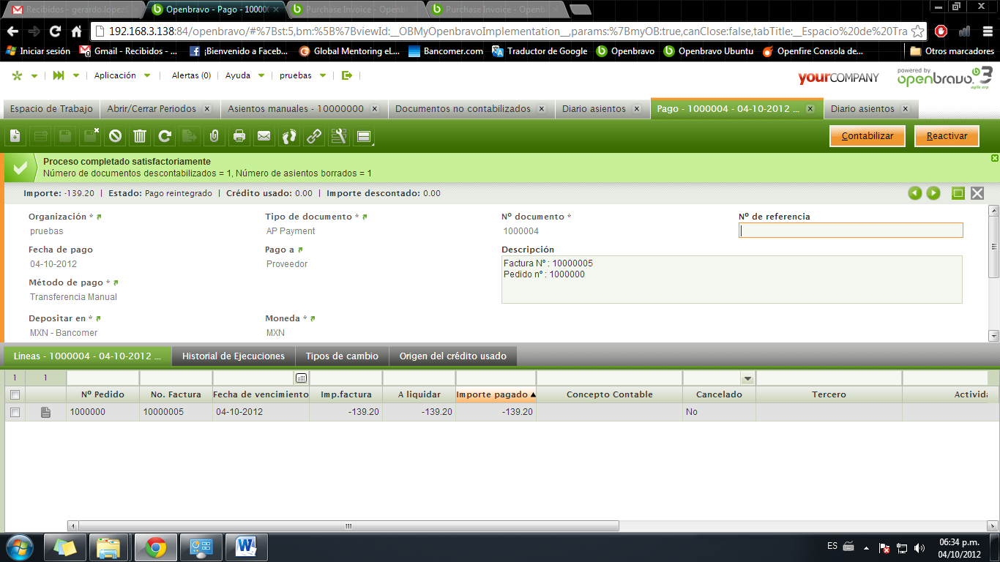 Recibidos - gerardo.lopez
Openbravo - Pago - 10000
Purchase Invoice - Openb
Purchase Invoice - Openb
192.168.3.138:84/openbravo/#%7Bst:5,bm:%5B%7BviewId:__OBMyOpenbravoImplementation__,params:%7BmyOB:true,canClose:false,tabTitle:__Espacio%20de%20Tra
Iniciar sesión
Gmail - Recibidos - ...
¡Bienvenido a Faceb...
Global Mentoring eL...
Bancomer.com
Traductor de Google
Openbravo
Openbravo Ubuntu
Openfire Consola de...
Otros marcadores
Aplicación
Alertas (0)
Ayuda
pruebas
yourCOMPANY
powered by
openbravo 3
agile erp
Espacio de Trabajo
Abrir/Cerrar Periodos
Asientos manuales - 10000000
Documentos no contabilizados
Diario asientos
Pago - 1000004 - 04-10-2012 ...
Diario asientos
Contabilizar
Reactivar
Proceso completado satisfactoriamente
Número de documentos descontabilizados = 1, Número de asientos borrados = 1
Importe: -139.20 | Estado: Pago reintegrado | Crédito usado: 0.00 | Importe descontado: 0.00
Organización *
Tipo de documento *
Nº documento *
Nº de referencia
pruebas
AP Payment
1000004
Fecha de pago
Pago a
Descripción
04-10-2012
Proveedor
Factura Nº : 10000005
Pedido nº : 1000000
Método de pago *
Transferencia Manual
Depositar en *
Moneda *
MXN - Bancomer
MXN
Líneas - 1000004 - 04-10-2012 ...
Historial de Ejecuciones
Tipos de cambio
Origen del crédito usado
1
1
Nº Pedido
No. Factura
Fecha de vencimiento
Imp.factura
A liquidar
Importe pagado
Concepto Contable
Cancelado
Tercero
Activida
1000000
10000005
04-10-2012
-139.20
-139.20
-139.20
No
ES
06:34 p.m.
04/10/2012